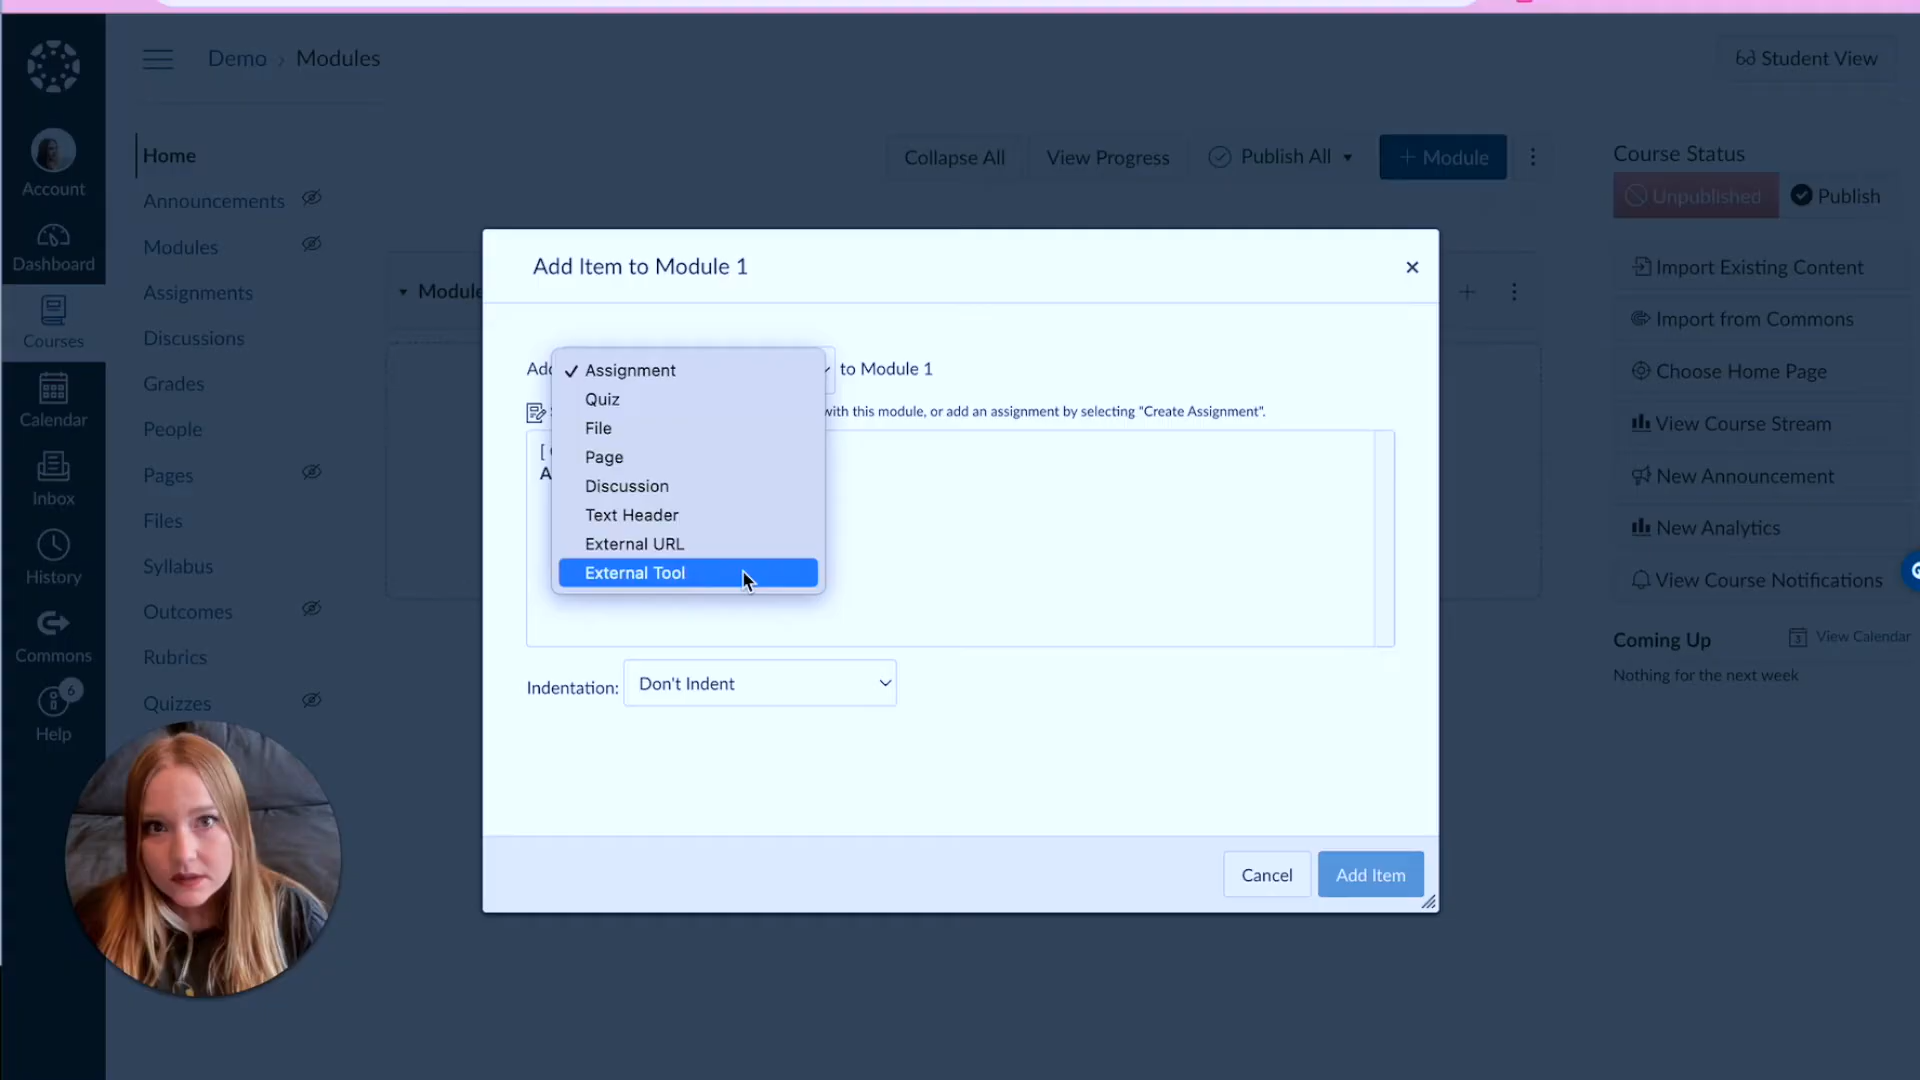 Demo › Modules
Student View
Account
Dashboard
Courses
Calendar
Inbox
History
Commons
6
Help
Home
Announcements
Modules
Assignments
Discussions
Grades
People
Pages
Files
Syllabus
Outcomes
Rubrics
Quizzes
Collapse All
View Progress
Publish All
+ Module
Module
Add Item to Module 1
Add
to Module 1
Assignment
Quiz
File
Page
Discussion
Text Header
External URL
External Tool
with this module, or add an assignment by selecting "Create Assignment".
[
A
Indentation:
Don't Indent
Cancel
Add Item
Course Status
Unpublished
Publish
Import Existing Content
Import from Commons
Choose Home Page
View Course Stream
New Announcement
New Analytics
View Course Notifications
Coming Up
3
View Calendar
Nothing for the next week